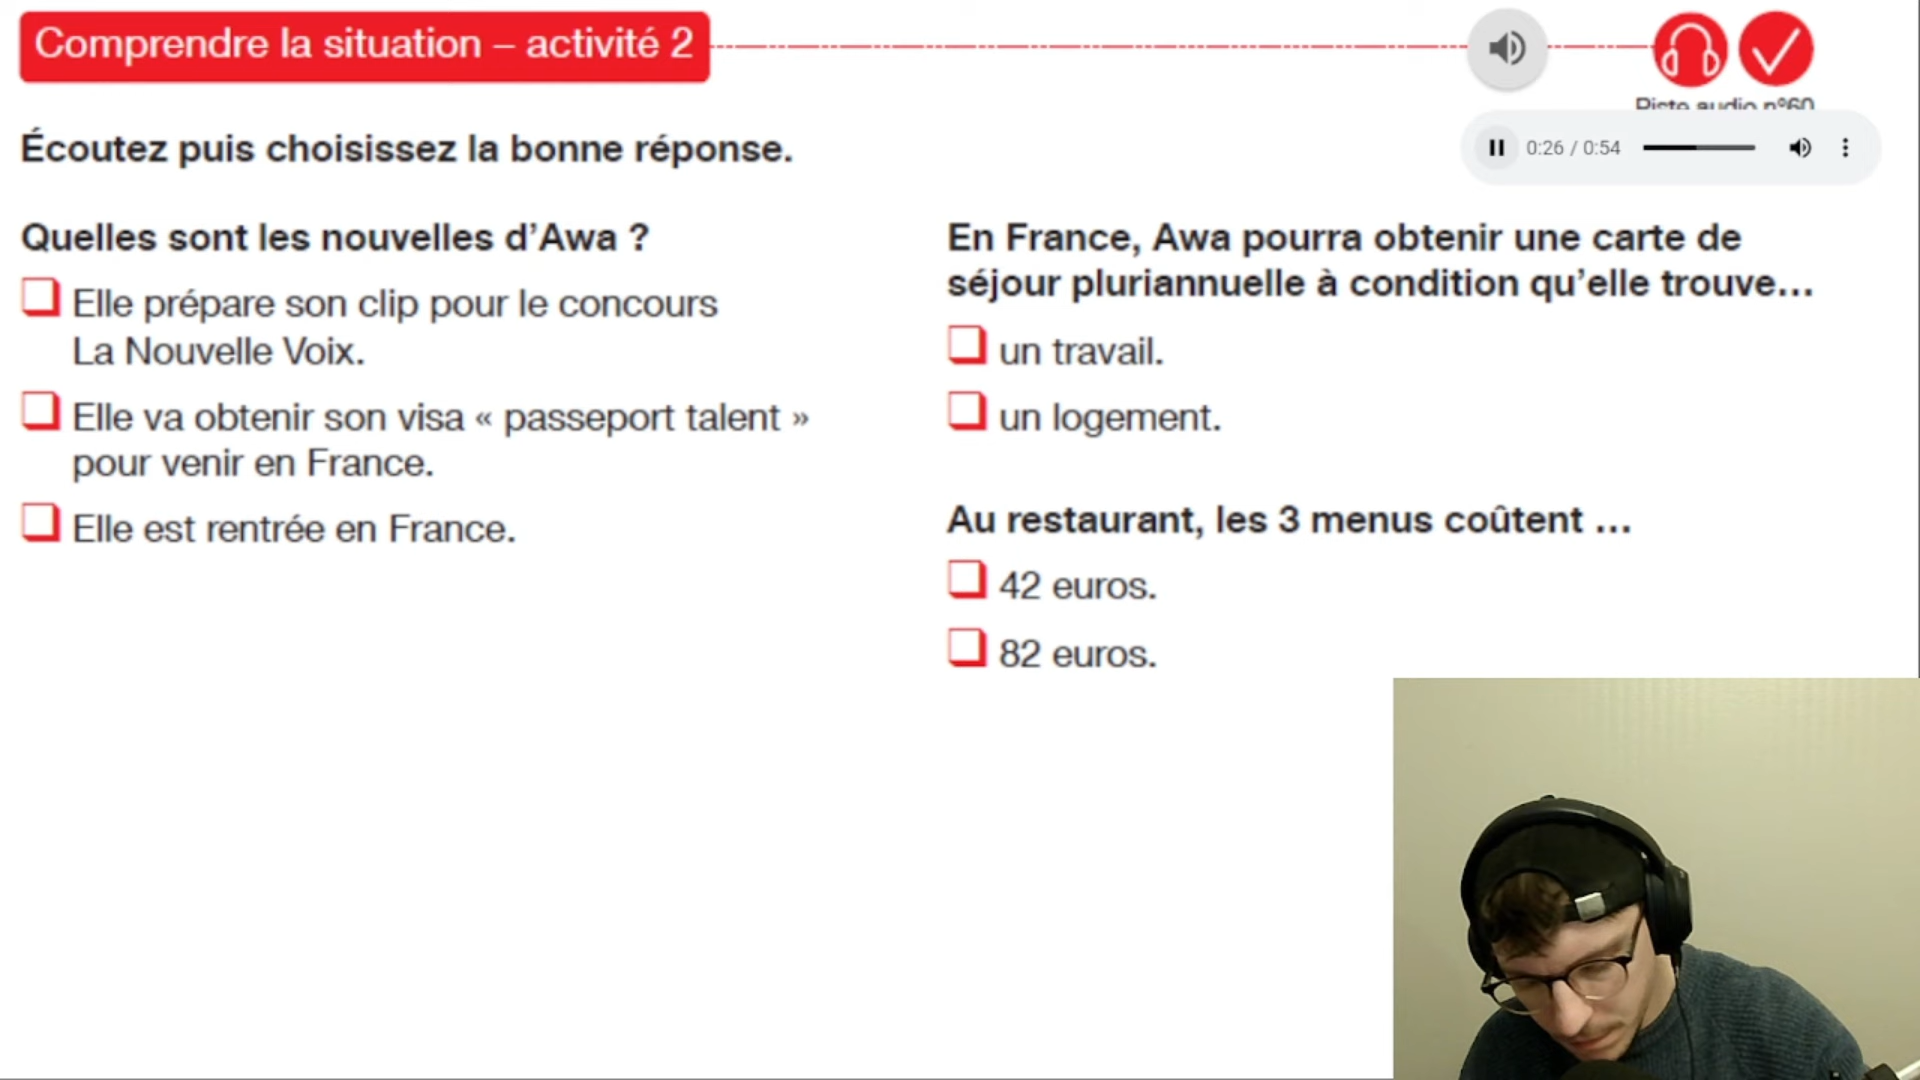 Comprendre la situation – activité 2
Piste audio n°60
Écoutez puis choisissez la bonne réponse.
0:26 / 0:54
Quelles sont les nouvelles d’Awa ?
Elle prépare son clip pour le concours
La Nouvelle Voix.
Elle va obtenir son visa « passeport talent »
pour venir en France.
Elle est rentrée en France.
En France, Awa pourra obtenir une carte de
séjour pluriannuelle à condition qu’elle trouve…
un travail.
un logement.
Au restaurant, les 3 menus coûtent …
42 euros.
82 euros.